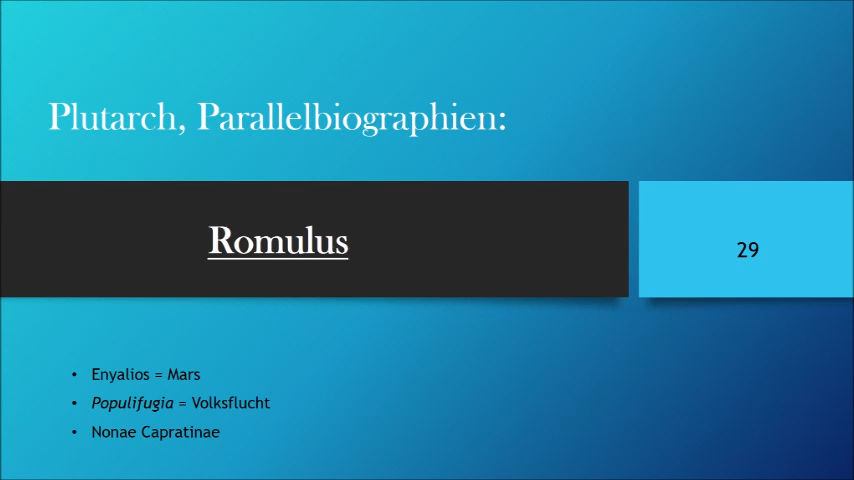 Plutarch, Parallelbiographien:
Romulus
29
• Enyalios = Mars
• Populifugia = Volksflucht
• Nonae Capratinae